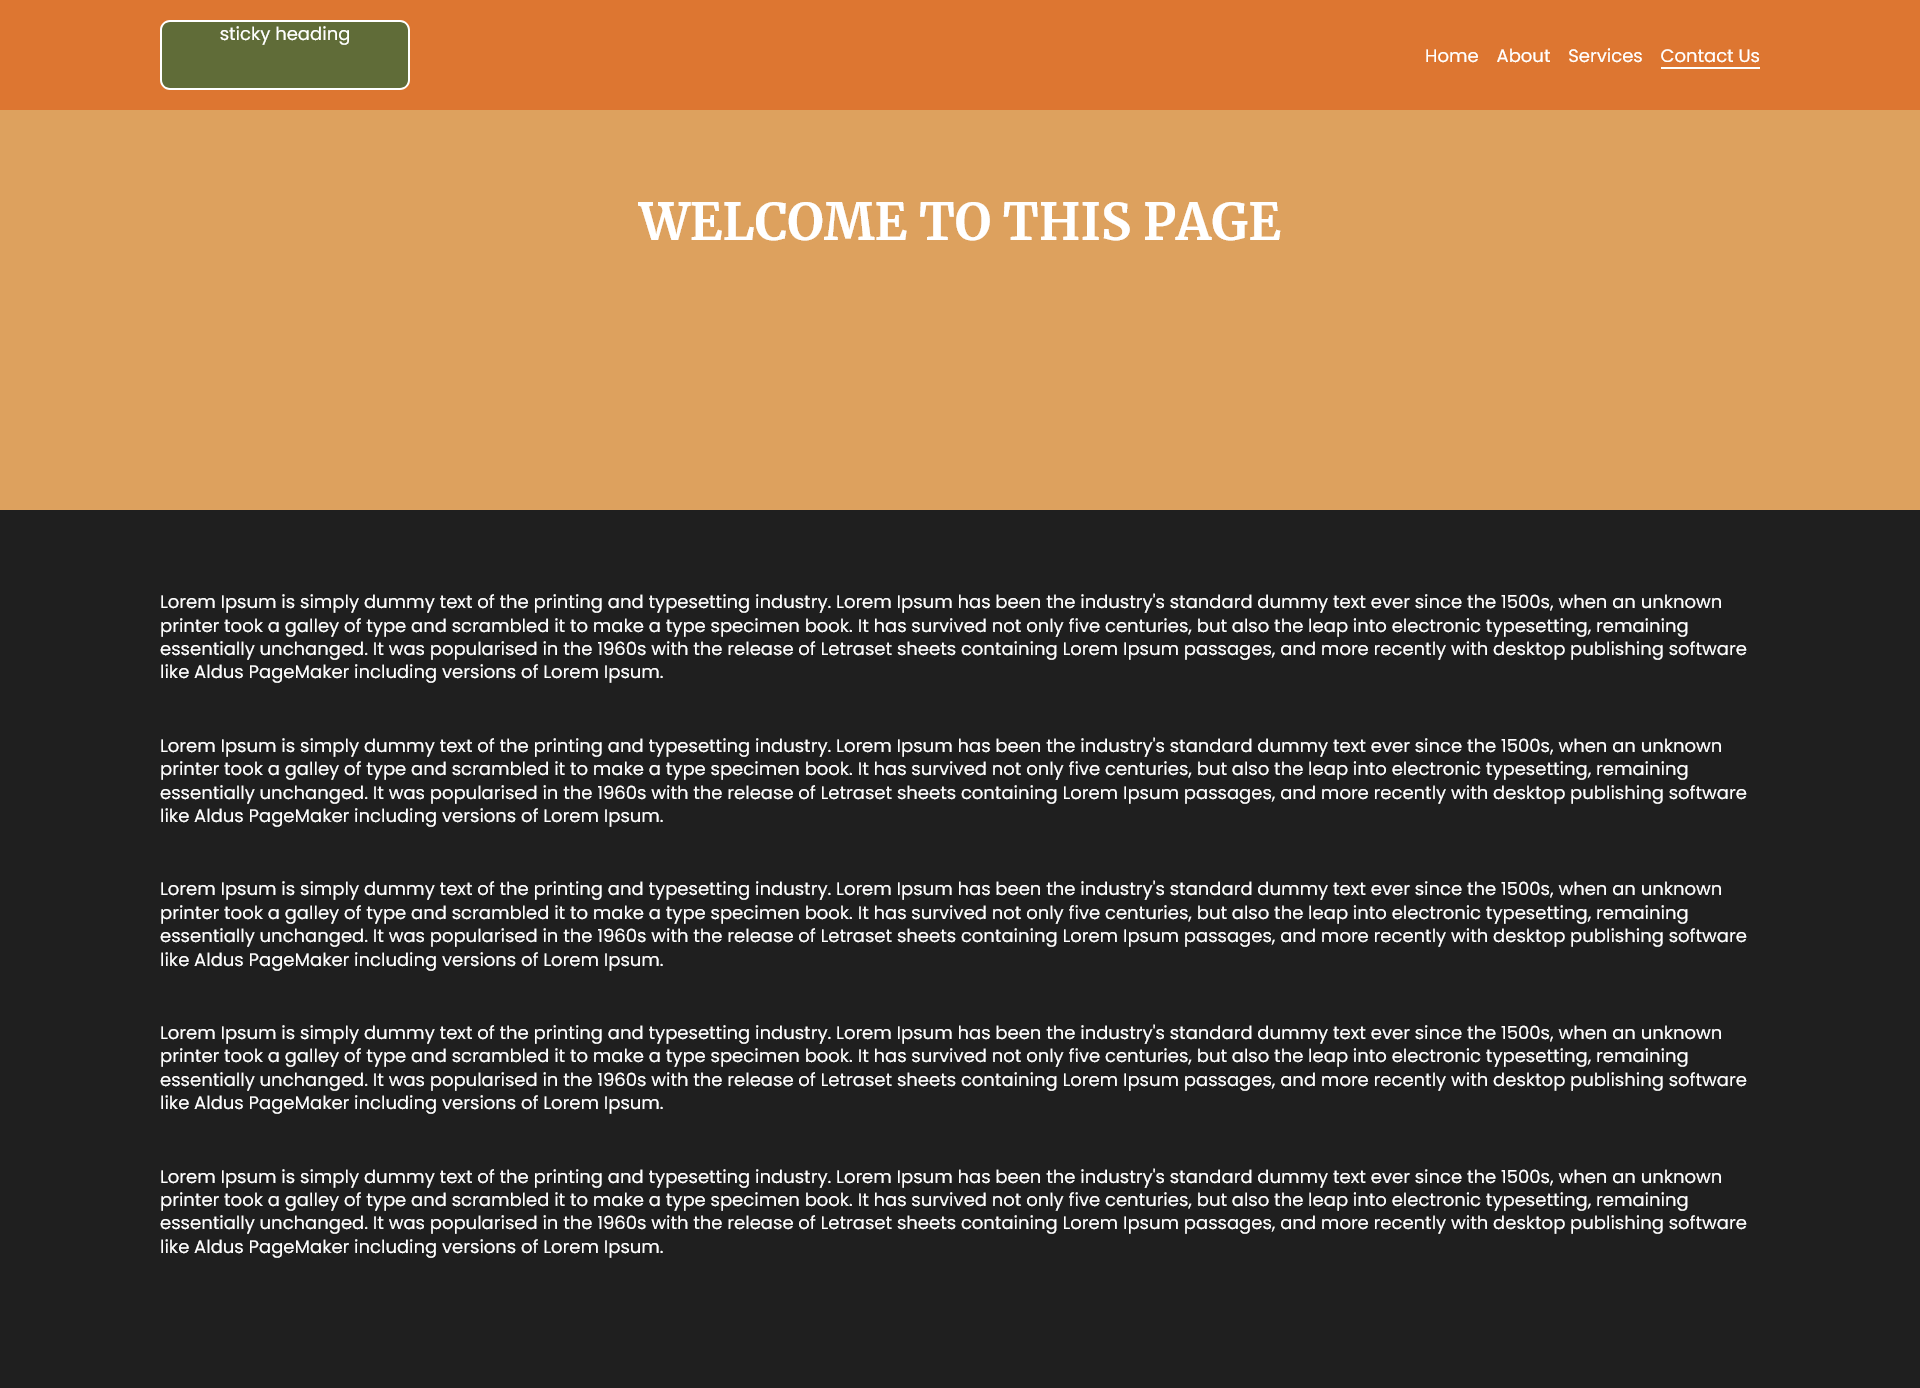 sticky heading
Home About Services Contact Us
WELCOME TO THIS PAGE
Lorem Ipsum is simply dummy text of the printing and typesetting industry. Lorem Ipsum has been the industry's standard dummy text ever since the 1500s, when an unknown
printer took a galley of type and scrambled it to make a type specimen book. It has survived not only five centuries, but also the leap into electronic typesetting, remaining
essentially unchanged. It was popularised in the 1960s with the release of Letraset sheets containing Lorem Ipsum passages, and more recently with desktop publishing software
like Aldus PageMaker including versions of Lorem Ipsum.
Lorem Ipsum is simply dummy text of the printing and typesetting industry. Lorem Ipsum has been the industry's standard dummy text ever since the 1500s, when an unknown
printer took a galley of type and scrambled it to make a type specimen book. It has survived not only five centuries, but also the leap into electronic typesetting, remaining
essentially unchanged. It was popularised in the 1960s with the release of Letraset sheets containing Lorem Ipsum passages, and more recently with desktop publishing software
like Aldus PageMaker including versions of Lorem Ipsum.
Lorem Ipsum is simply dummy text of the printing and typesetting industry. Lorem Ipsum has been the industry's standard dummy text ever since the 1500s, when an unknown
printer took a galley of type and scrambled it to make a type specimen book. It has survived not only five centuries, but also the leap into electronic typesetting, remaining
essentially unchanged. It was popularised in the 1960s with the release of Letraset sheets containing Lorem Ipsum passages, and more recently with desktop publishing software
like Aldus PageMaker including versions of Lorem Ipsum.
Lorem Ipsum is simply dummy text of the printing and typesetting industry. Lorem Ipsum has been the industry's standard dummy text ever since the 1500s, when an unknown
printer took a galley of type and scrambled it to make a type specimen book. It has survived not only five centuries, but also the leap into electronic typesetting, remaining
essentially unchanged. It was popularised in the 1960s with the release of Letraset sheets containing Lorem Ipsum passages, and more recently with desktop publishing software
like Aldus PageMaker including versions of Lorem Ipsum.
Lorem Ipsum is simply dummy text of the printing and typesetting industry. Lorem Ipsum has been the industry's standard dummy text ever since the 1500s, when an unknown
printer took a galley of type and scrambled it to make a type specimen book. It has survived not only five centuries, but also the leap into electronic typesetting, remaining
essentially unchanged. It was popularised in the 1960s with the release of Letraset sheets containing Lorem Ipsum passages, and more recently with desktop publishing software
like Aldus PageMaker including versions of Lorem Ipsum.